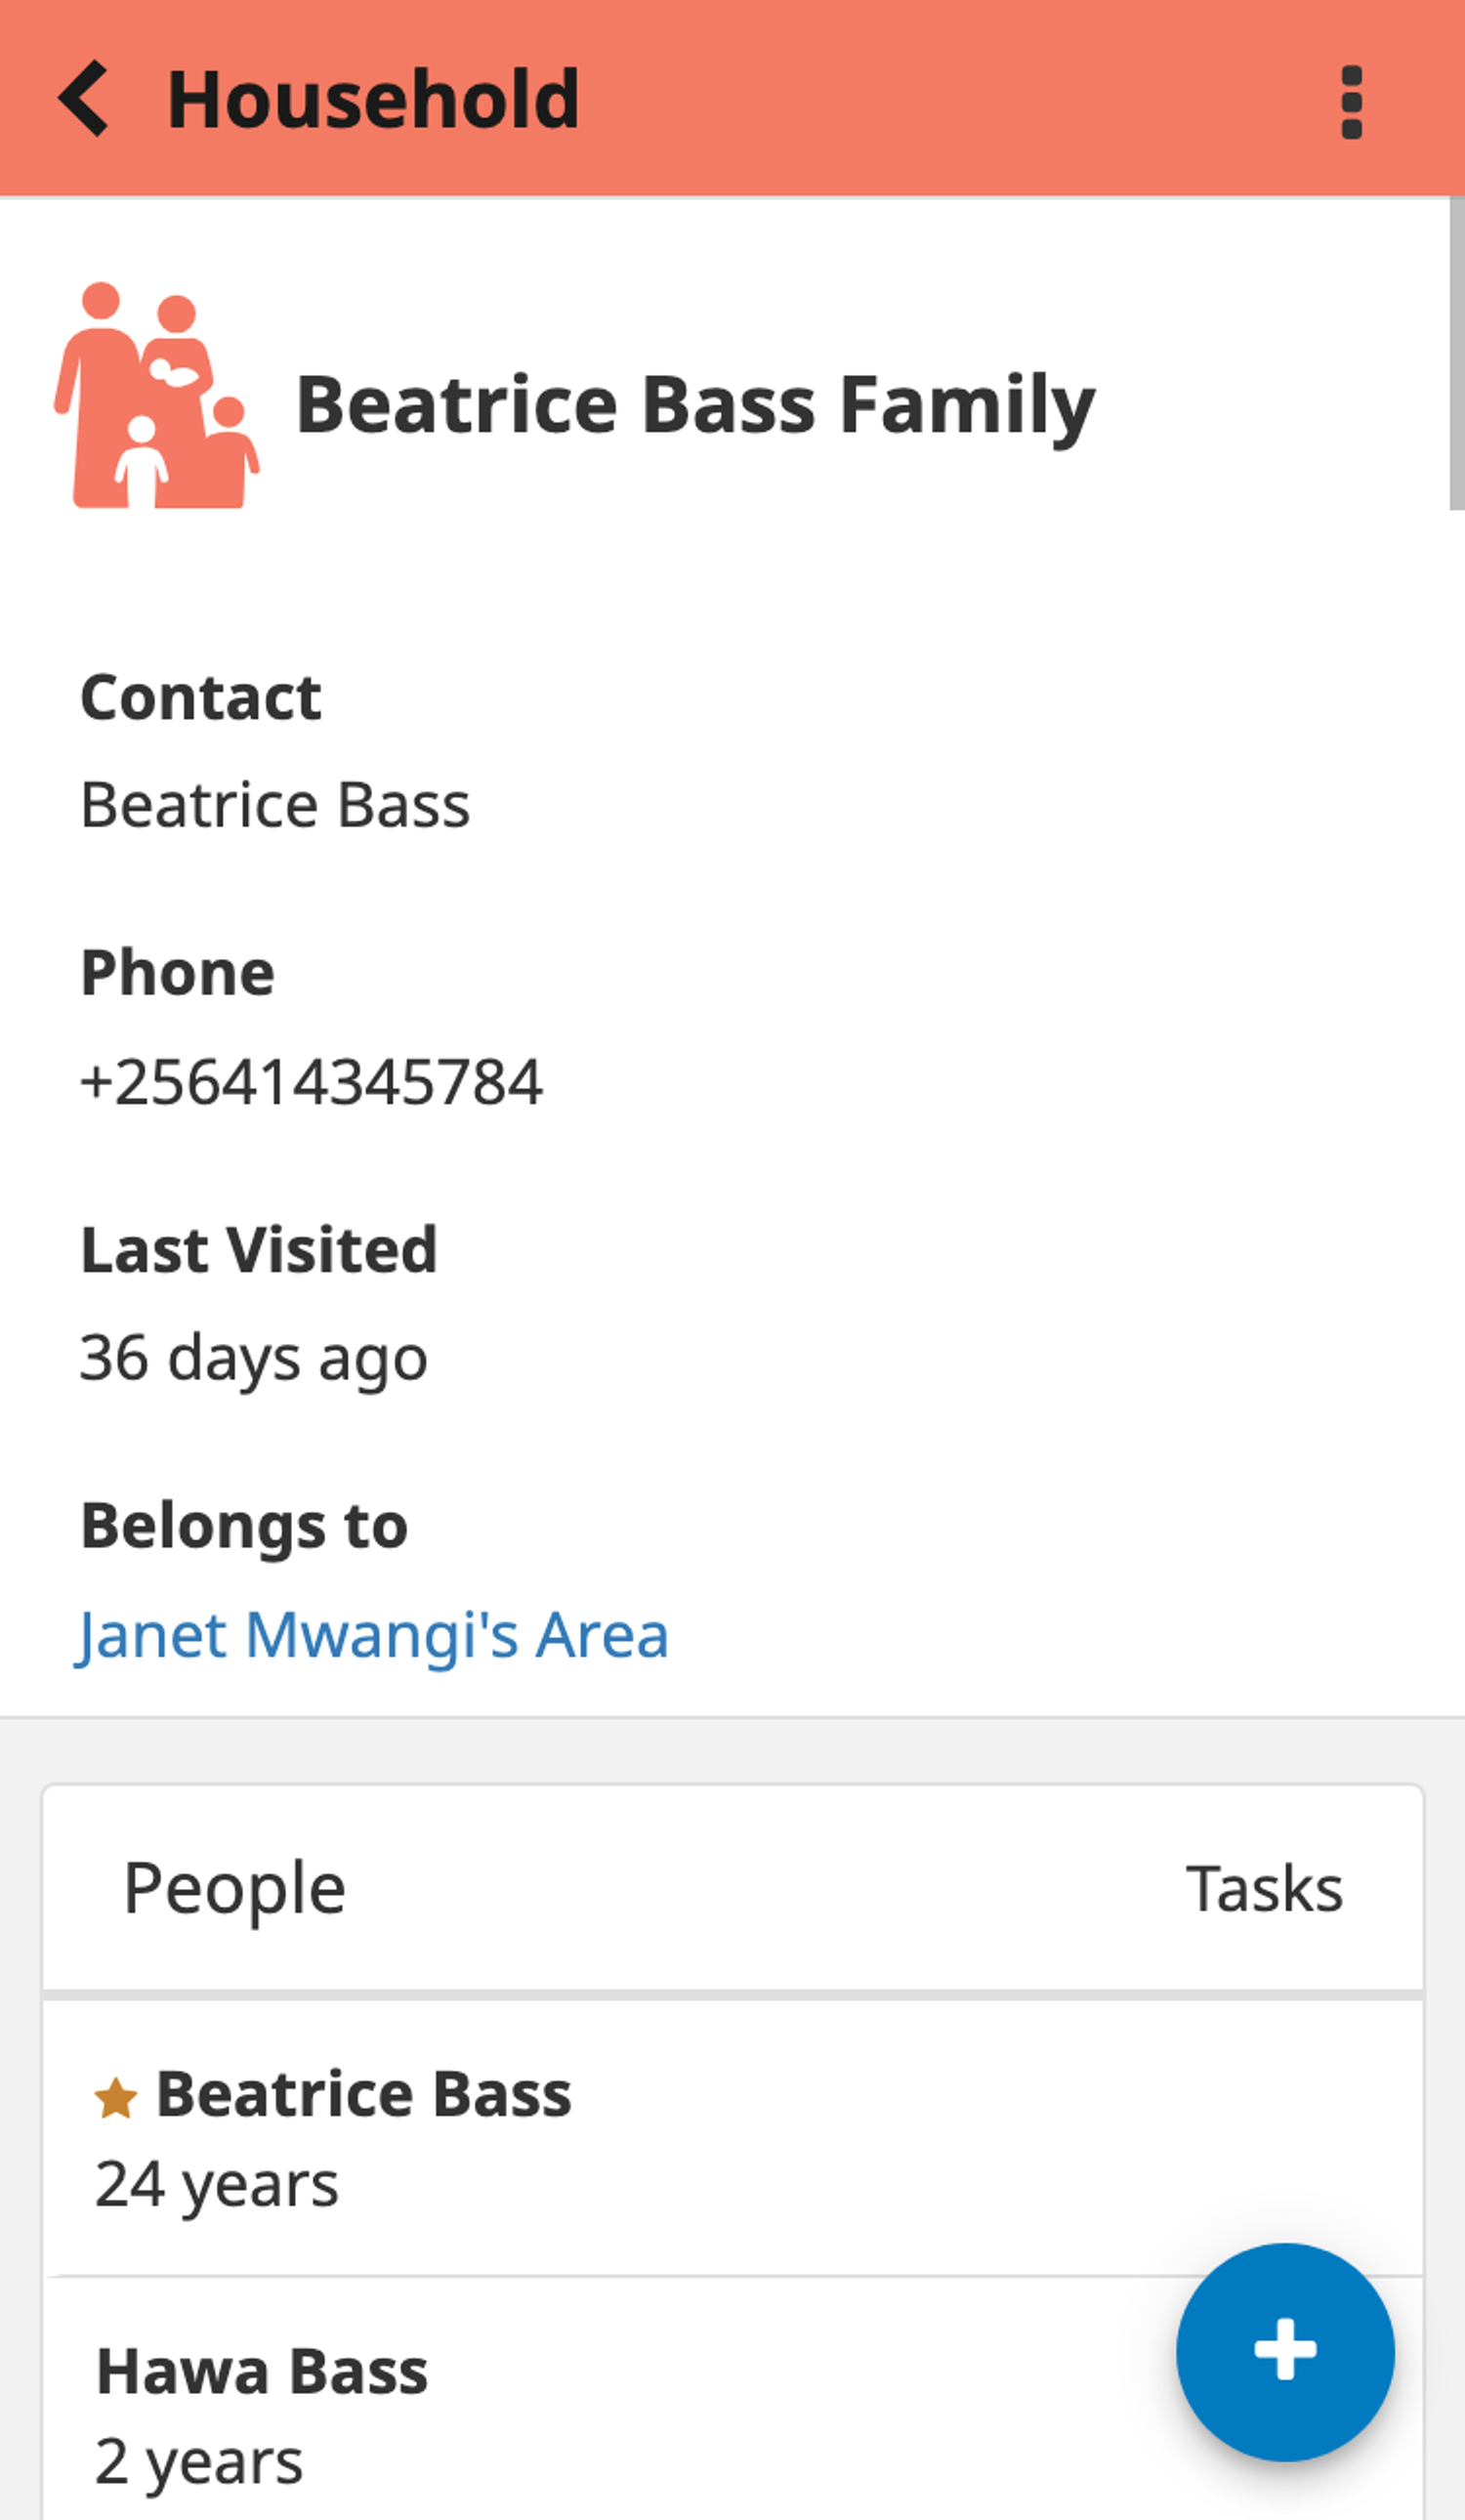 Household
Beatrice Bass Family
Contact
Beatrice Bass
Phone
+256414345784
Last Visited
36 days ago
Belongs to
Janet Mwangi's Area
People Tasks
Beatrice Bass
24 years
Hawa Bass
2 years